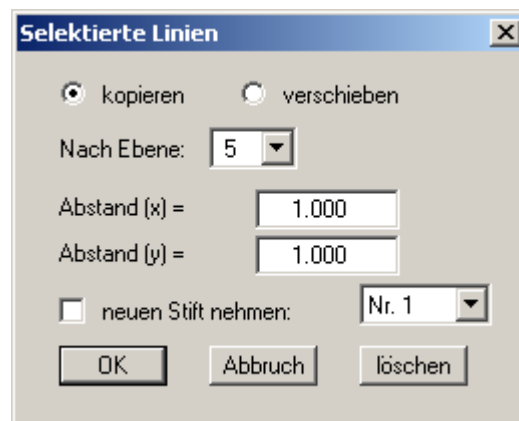 Selektierte Linien
kopieren verschieben
Nach Ebene: 5
Abstand (x) = 1.000
Abstand (y) = 1.000
neuen Stift nehmen: Nr. 1
OK Abbruch löschen